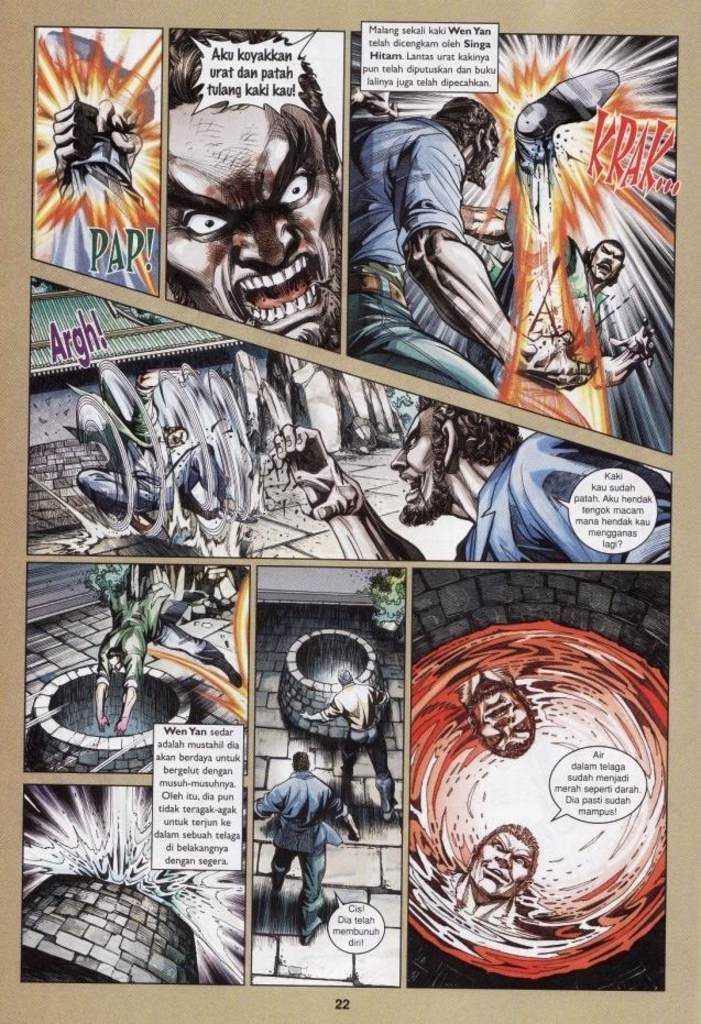 PAP!
Aku koyakkan
urat dan patah
tulang kaki kau!
Malang sekali kaki Wen Yan
telah dicengkam oleh Singa
Hitam. Lantas urat kakinya
pun telah diputuskan dan buku
lalinya juga telah dipecahkan.
KRAK...
Argh!
Kaki
kau sudah
patah. Aku hendak
tengok macam
mana hendak kau
mengganas
lagi?
Wen Yan sedar
adalah mustahil dia
akan berdaya untuk
bergelut dengan
musuh-musuhnya.
Oleh itu, dia pun
tidak teragak-agak
untuk terjun ke
dalam sebuah telaga
di belakangnya
dengan segera.
Cis!
Dia telah
membunuh
diri!
Air
dalam telaga
sudah menjadi
merah seperti darah.
Dia pasti sudah
mampus!
22